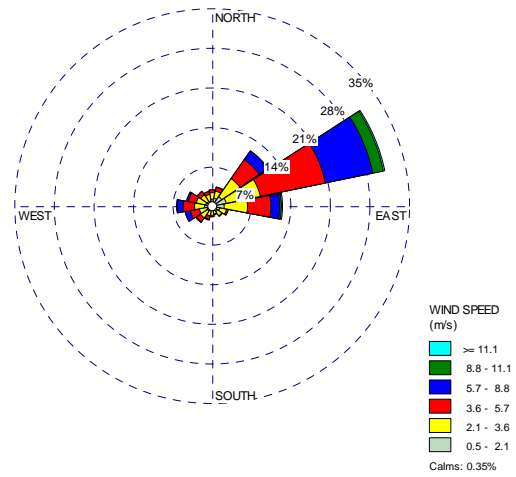 NORTH
35%
28%
21%
14%
7%
WEST
EAST
SOUTH
WIND SPEED
(m/s)
>= 11.1
8.8 - 11.1
5.7 - 8.8
3.6 - 5.7
2.1 - 3.6
0.5 - 2.1
Calms: 0.35%